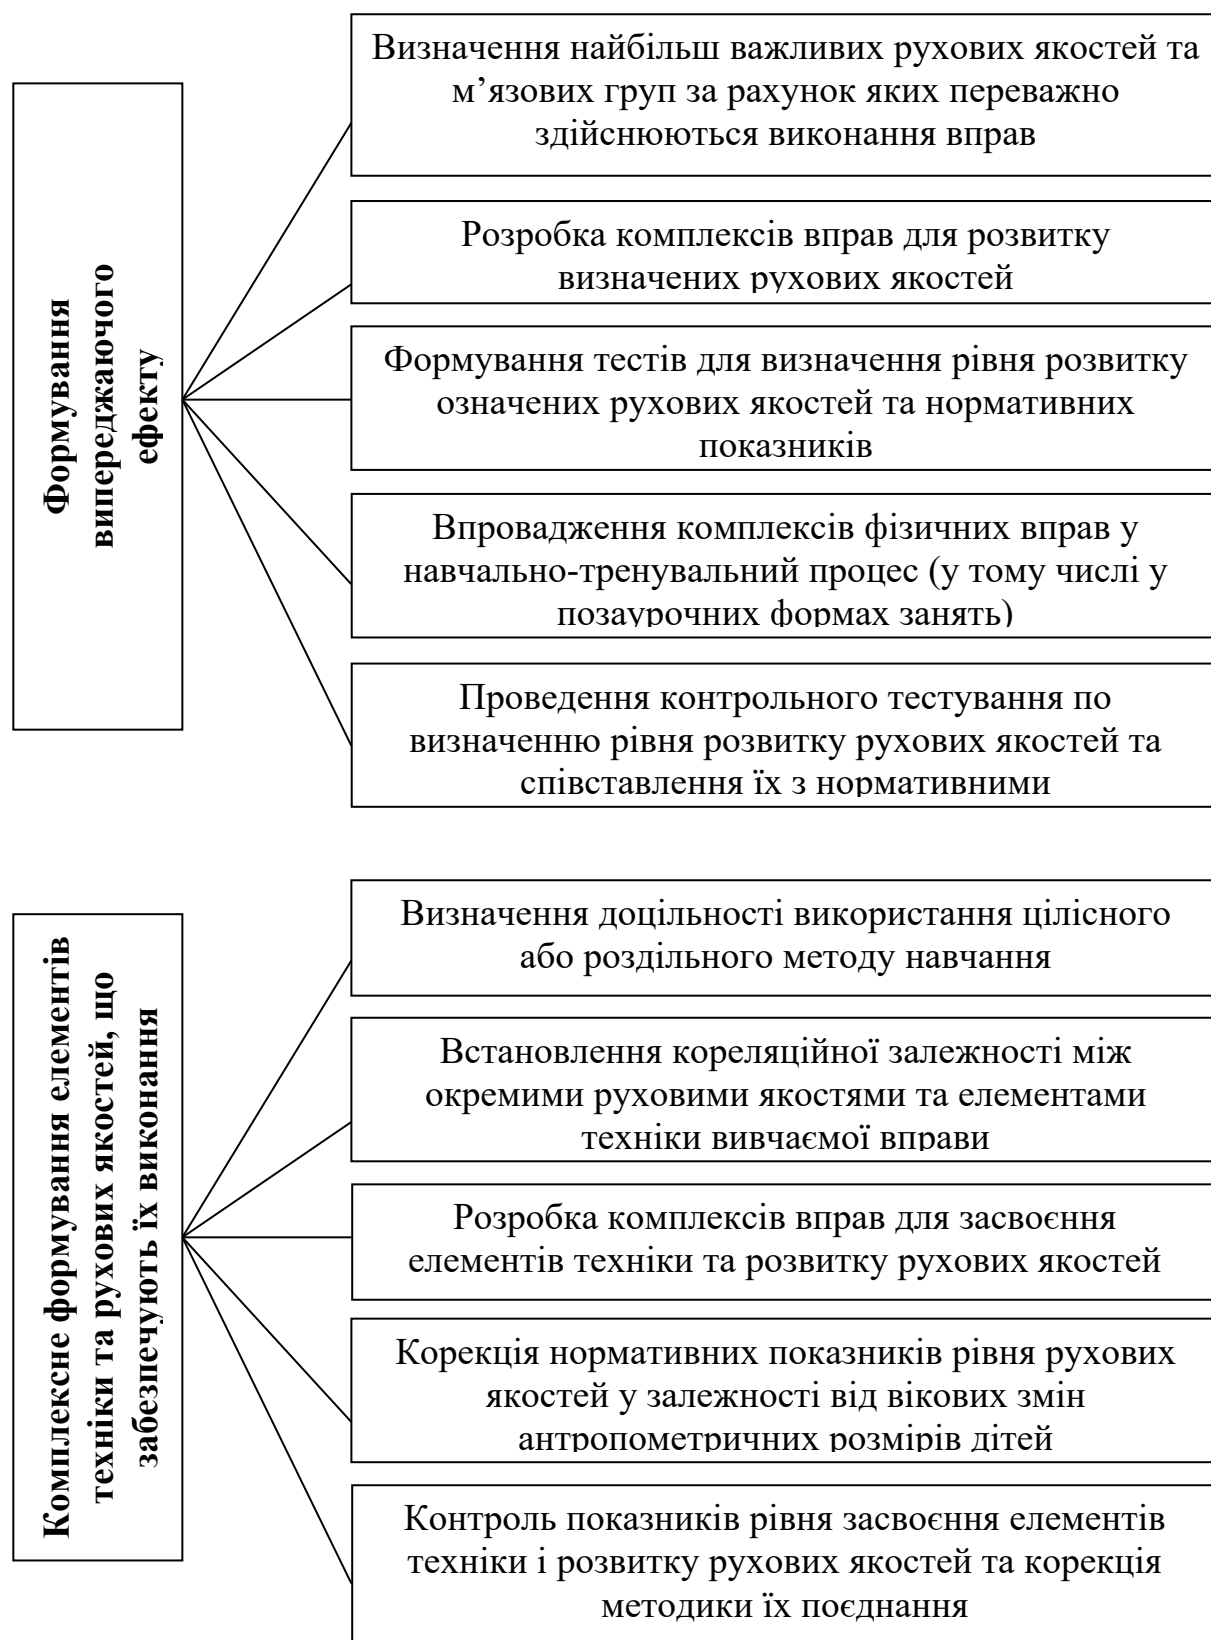 Формування
випереджаючого
ефекту
Визначення найбільш важливих рухових якостей та
м’язових груп за рахунок яких переважно
здійснюються виконання вправ
Розробка комплексів вправ для розвитку
визначених рухових якостей
Формування тестів для визначення рівня розвитку
означених рухових якостей та нормативних
показників
Впровадження комплексів фізичних вправ у
навчально-тренувальний процес (у тому числі у
позаурочних формах занять)
Проведення контрольного тестування по
визначенню рівня розвитку рухових якостей та
співставлення їх з нормативними
Комплексне формування елементів
техніки та рухових якостей, що
забезпечують їх виконання
Визначення доцільності використання цілісного
або роздільного методу навчання
Встановлення кореляційної залежності між
окремими руховими якостями та елементами
техніки вивчаємої вправи
Розробка комплексів вправ для засвоєння
елементів техніки та розвитку рухових якостей
Корекція нормативних показників рівня рухових
якостей у залежності від вікових змін
антропометричних розмірів дітей
Контроль показників рівня засвоєння елементів
техніки і розвитку рухових якостей та корекція
методики їх поєднання